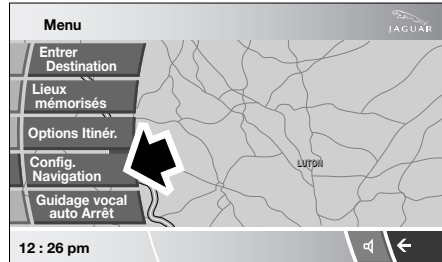 Menu
JAGUAR
Entrer
Destination
Lieux
mémorisés
Options Itinér.
Config.
Navigation
Guidage vocal
auto Arrêt
LUTON
12 : 26 pm